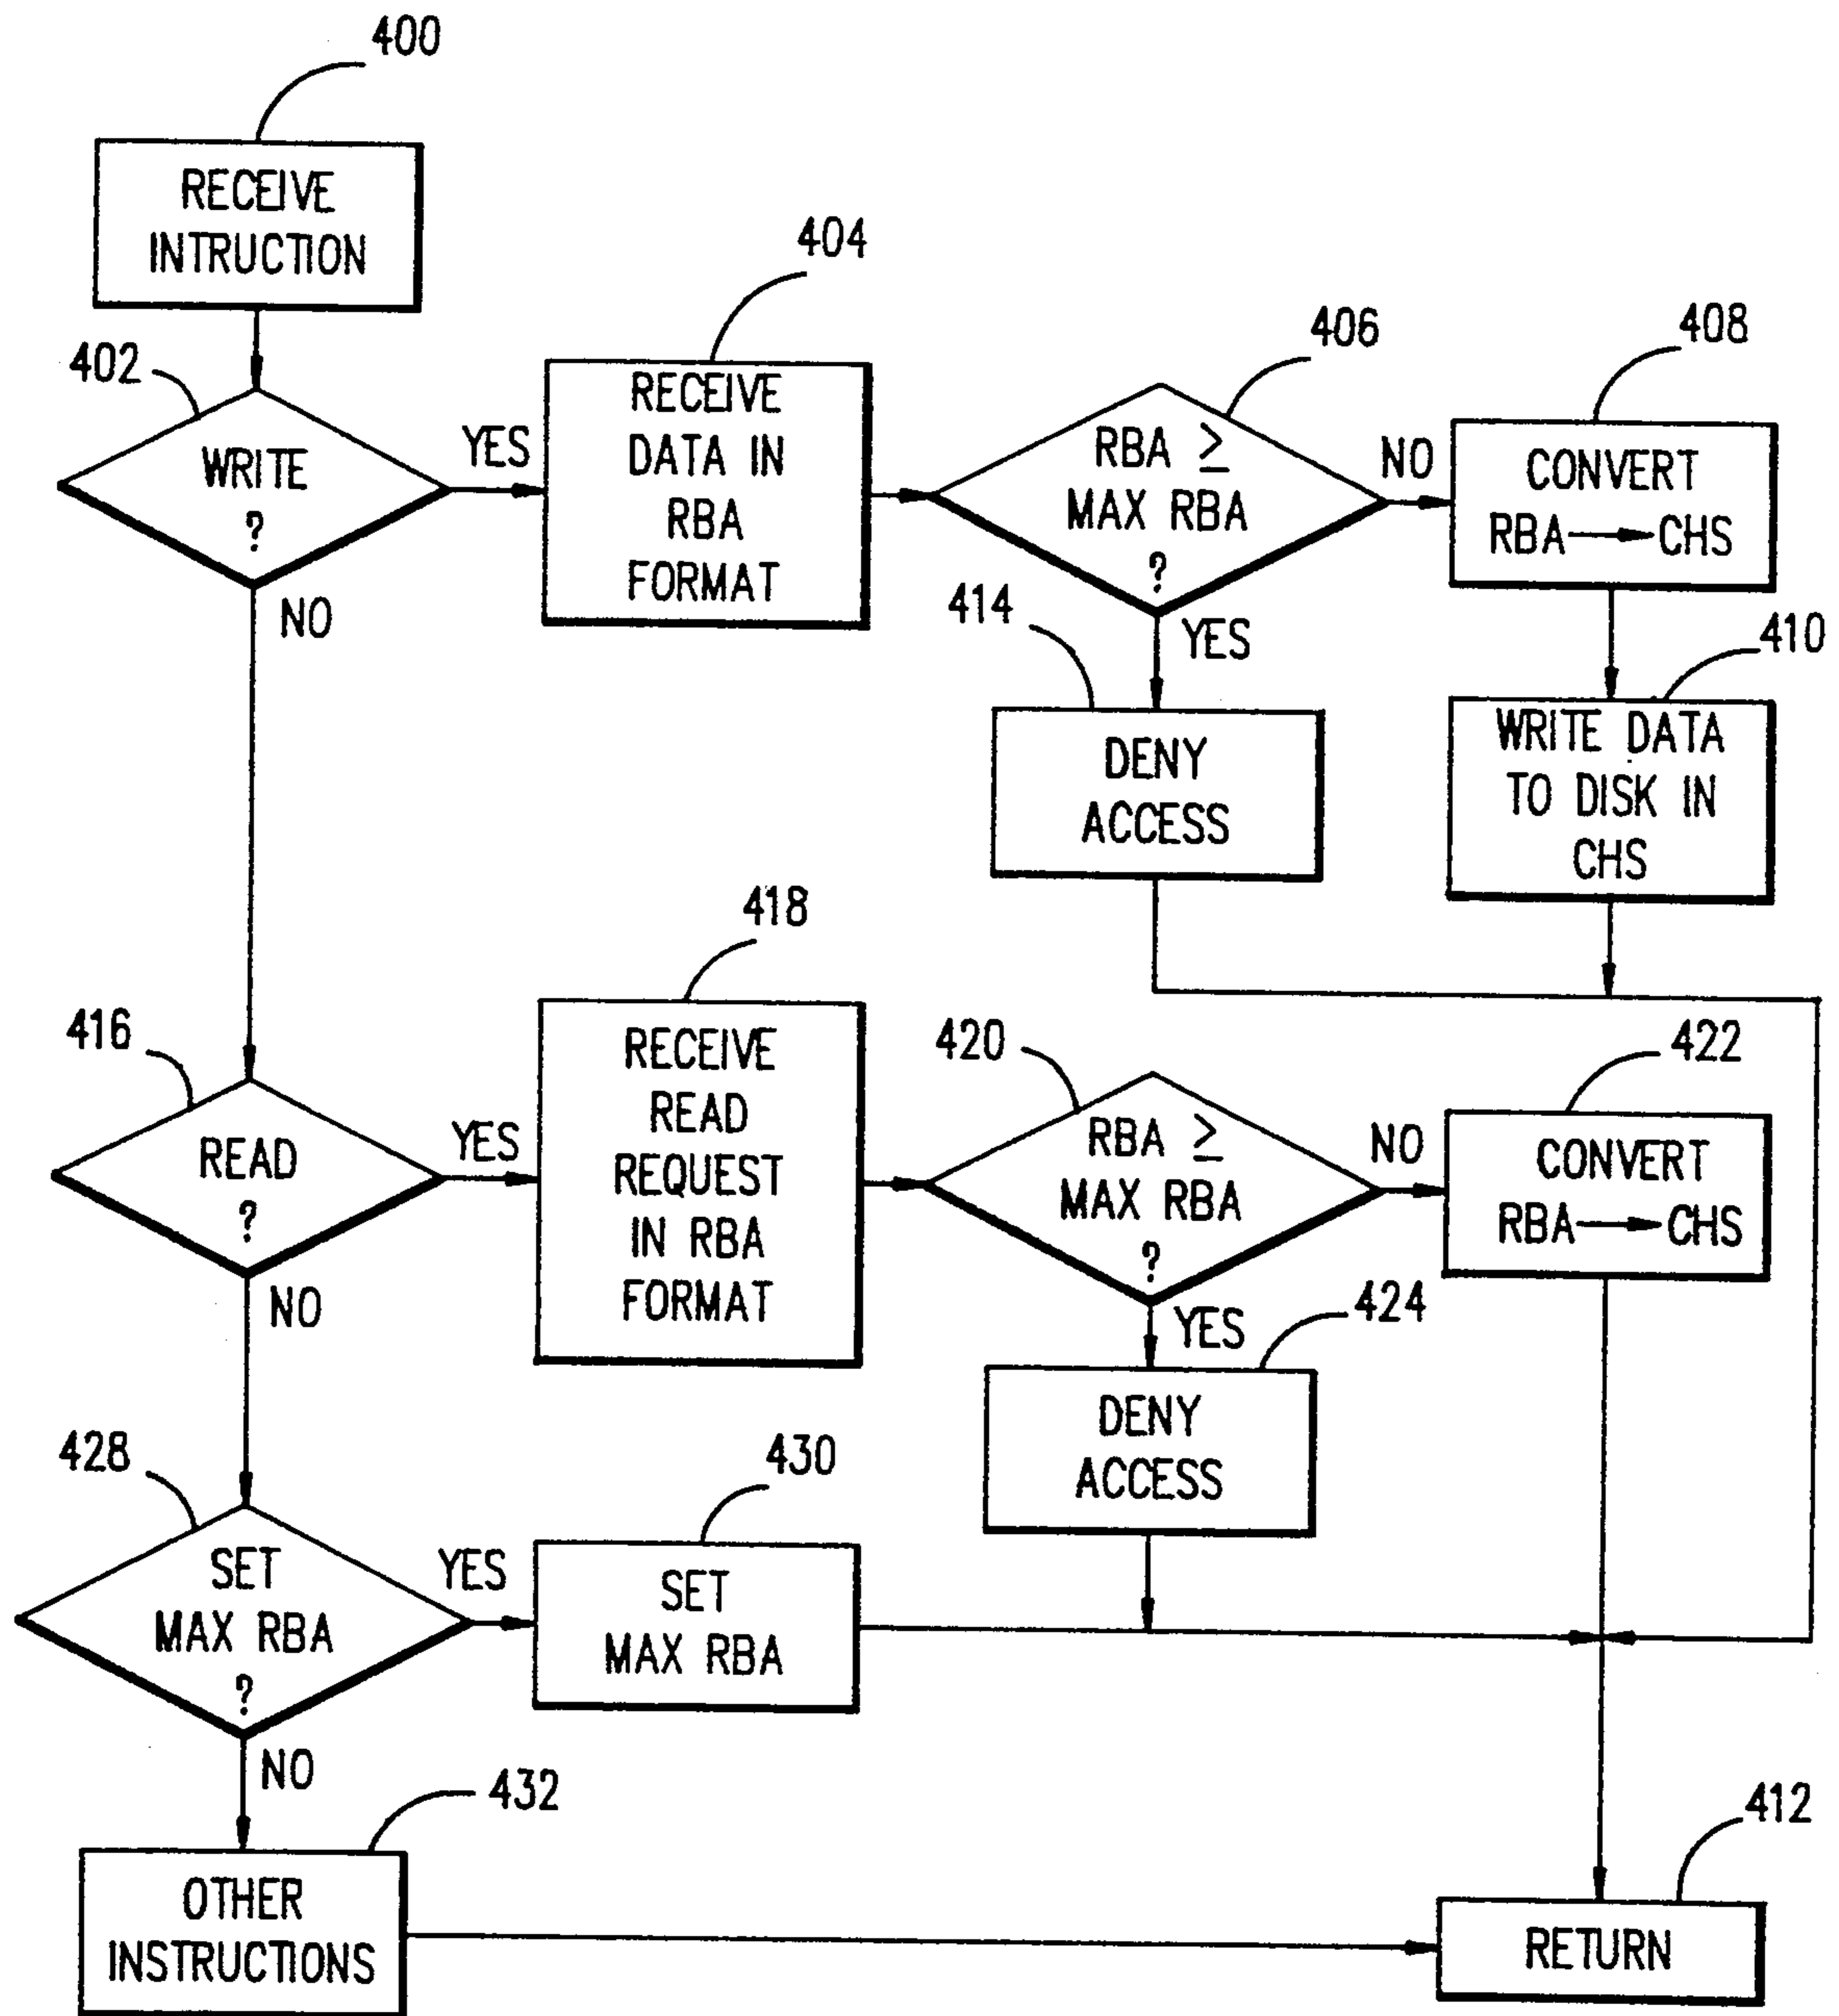 400
RECEIVE
INTRUCTION
402
WRITE
?
YES
NO
404
RECEIVE
DATA IN
RBA
FORMAT
406
RBA ≥
MAX RBA
?
NO
YES
408
CONVERT
RBA → CHS
414
DENY
ACCESS
410
WRITE DATA
TO DISK IN
CHS
416
READ
?
YES
NO
418
RECEIVE
READ
REQUEST
IN RBA
FORMAT
420
RBA ≥
MAX RBA
?
NO
YES
422
CONVERT
RBA → CHS
424
DENY
ACCESS
428
SET
MAX RBA
?
YES
NO
430
SET
MAX RBA
432
OTHER
INSTRUCTIONS
412
RETURN